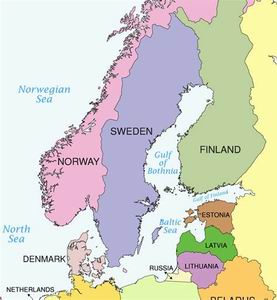 Norwegian
Sea
SWEDEN
Gulf
of
Bothnia
FINLAND
NORWAY
Gulf of Finland
North
Sea
Baltic
Sea
ESTONIA
DENMARK
LATVIA
RUSSIA
LITHUANIA
NETHERLANDS
BELARUS